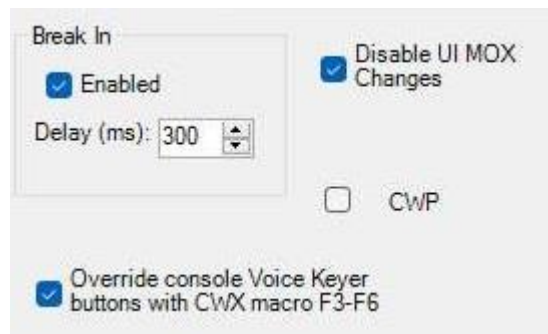 Break In
Enabled
Delay (ms): 300
Disable UI MOX
Changes
CWP
Override console Voice Keyer
buttons with CWX macro F3-F6